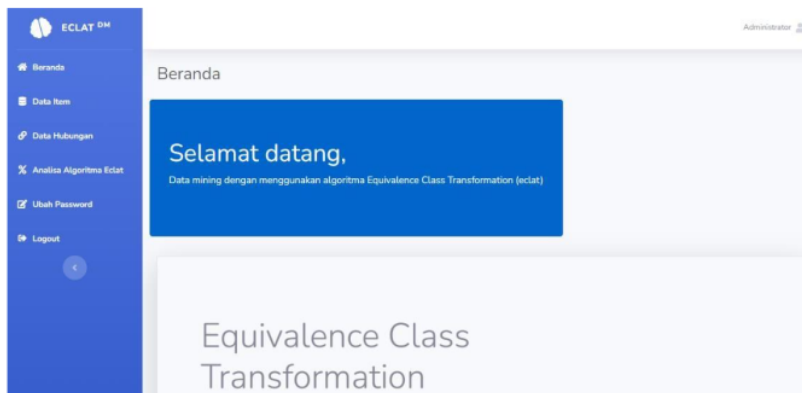 ECLAT DM
Administrator
Beranda
Data Item
Data Hubungan
Analisa Algoritma Eclat
Ubah Password
Logout
Beranda
Selamat datang,
Data mining dengan menggunakan algoritma Equivalence Class Transformation (eclat)
Equivalence Class
Transformation